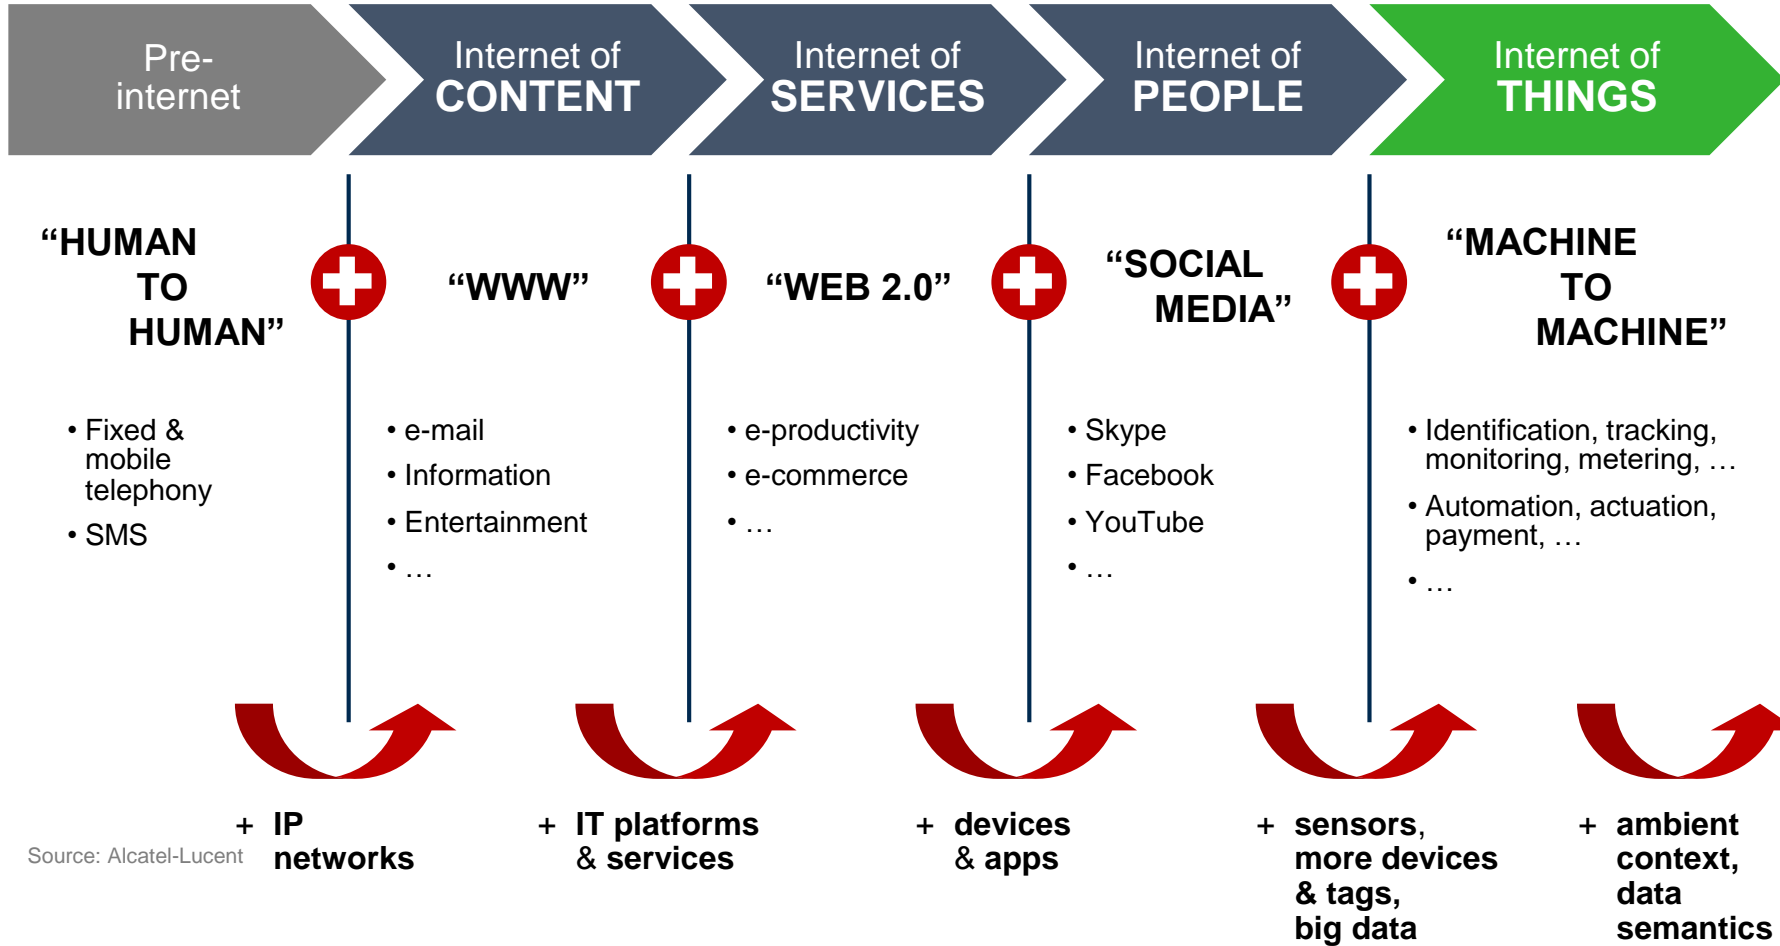 Pre-
internet
Internet of
CONTENT
Internet of
SERVICES
Internet of
PEOPLE
Internet of
THINGS
“HUMAN
TO
HUMAN”
“WWW”
“WEB 2.0”
“SOCIAL
MEDIA”
“MACHINE
TO
MACHINE”
• Fixed &
mobile
telephony
• SMS
• e-mail
• Information
• Entertainment
• …
• e-productivity
• e-commerce
• …
• Skype
• Facebook
• YouTube
• …
• Identification, tracking,
monitoring, metering, …
• Automation, actuation,
payment, …
• …
+ IP
networks
+ IT platforms
& services
+ devices
& apps
+ sensors,
more devices
& tags,
big data
+ ambient
context,
data
semantics
Source: Alcatel-Lucent